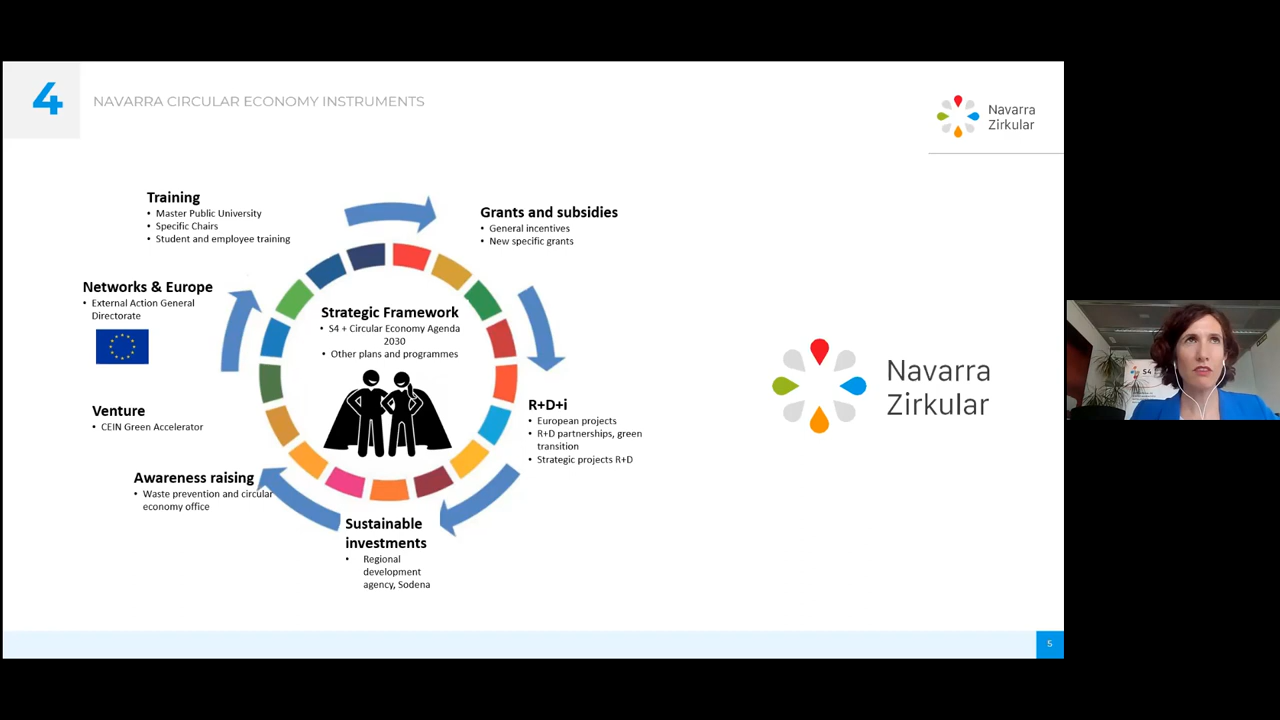 4
NAVARRA CIRCULAR ECONOMY INSTRUMENTS
Navarra
Zirkular
Training
• Master Public University
• Specific Chairs
• Student and employee training
Grants and subsidies
• General incentives
• New specific grants
Networks & Europe
• External Action General
Directorate
Strategic Framework
• S4 + Circular Economy Agenda
2030
• Other plans and programmes
Navarra
Zirkular
R+D+i
• European projects
• R+D partnerships, green
transition
• Strategic projects R+D
Venture
• CEIN Green Accelerator
Awareness raising
• Waste prevention and circular
economy office
Sustainable
investments
• Regional
development
agency, Sodena
5
S4